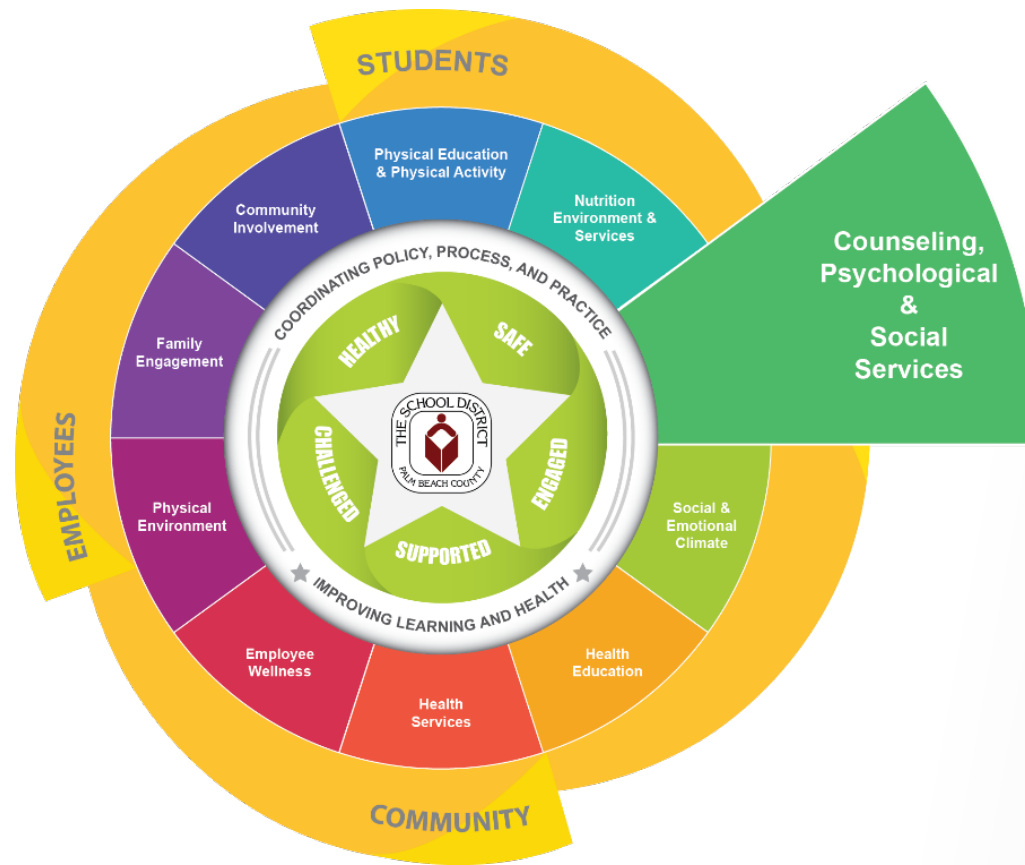 STUDENTS
Physical Education
& Physical Activity
Nutrition
Environment &
Services
Counseling,
Psychological
&
Social
Services
Social &
Emotional
Climate
Health
Education
Health
Services
Employee
Wellness
Physical
Environment
Family
Engagement
Community
Involvement
EMPLOYEES
COMMUNITY
COORDINATING POLICY, PROCESS, AND PRACTICE
IMPROVING LEARNING AND HEALTH
HEALTHY
SAFE
ENGAGED
SUPPORTED
CHALLENGED
THE SCHOOL DISTRICT
PALM BEACH COUNTY